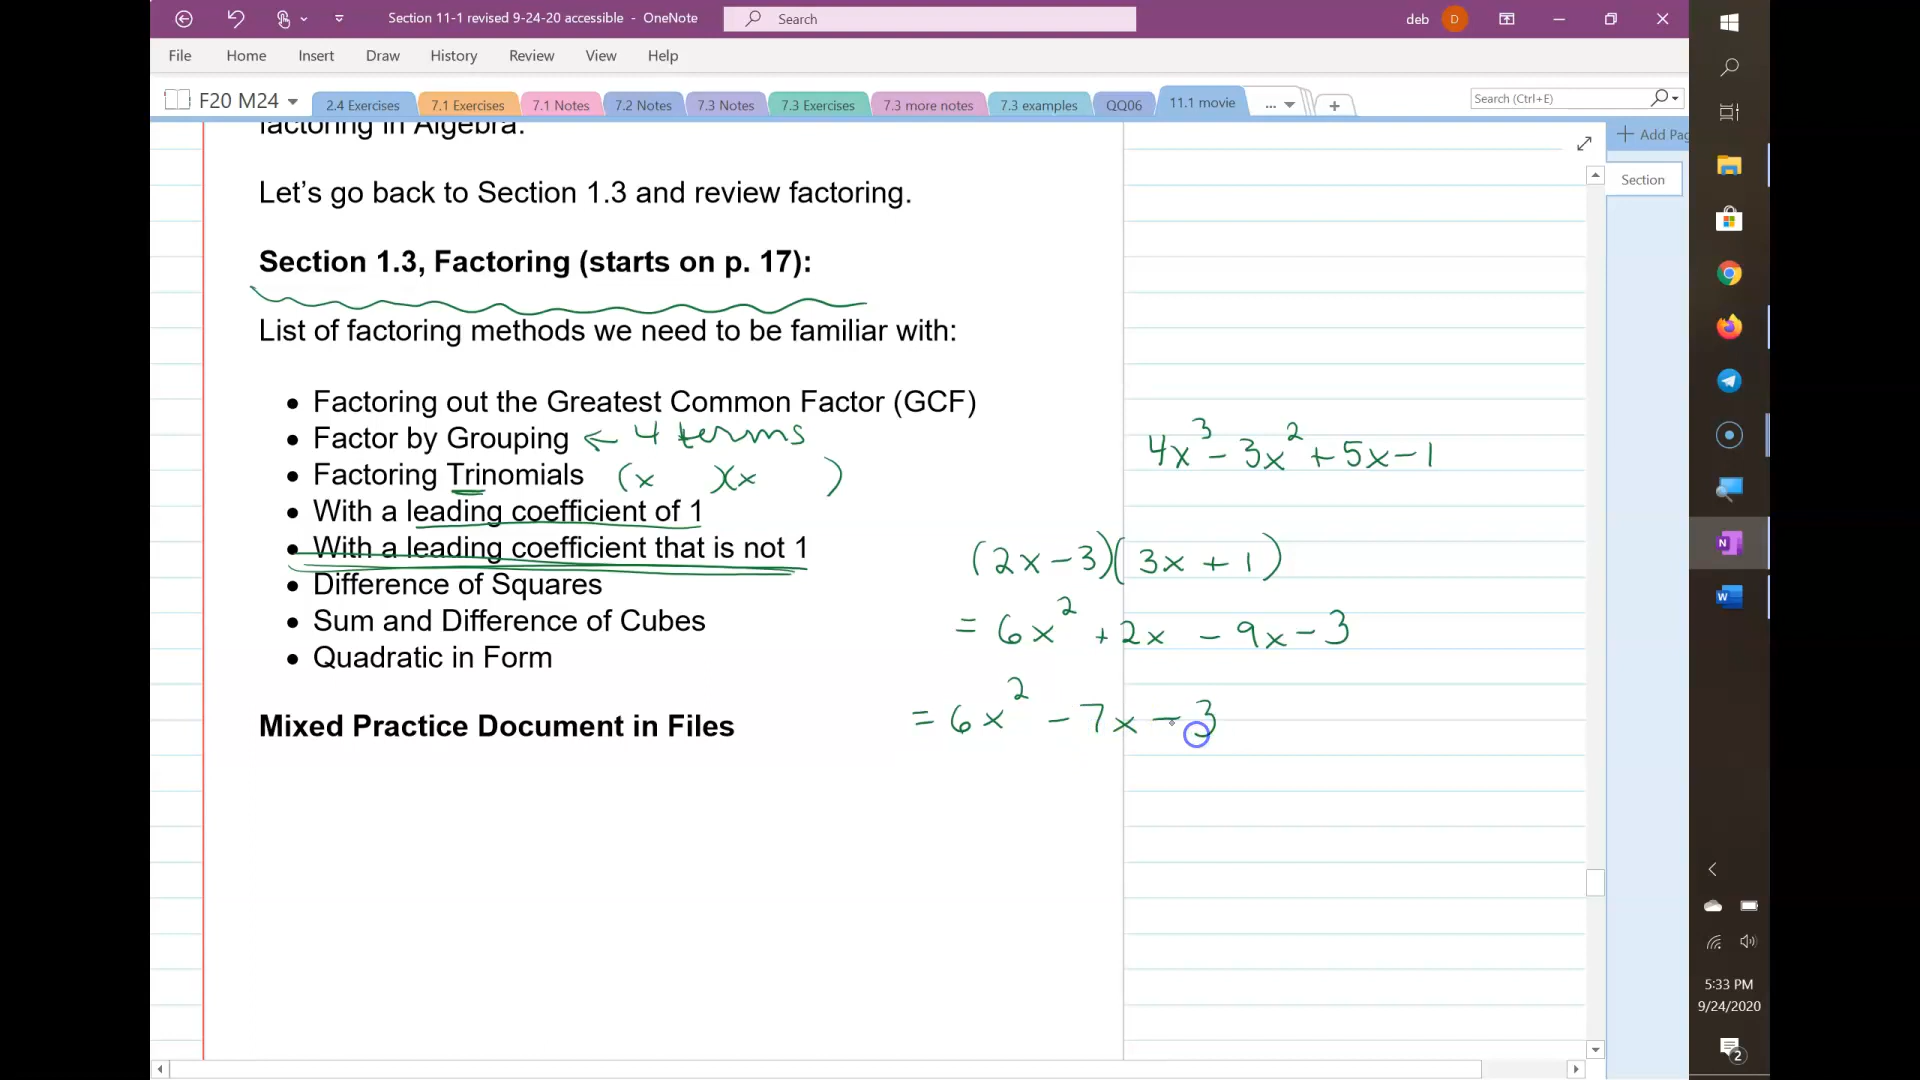 Section 11-1 revised 9-24-20 accessible - OneNote
Search
deb D
File Home Insert Draw History Review View Help
F20 M24
2.4 Exercises 7.1 Exercises 7.1 Notes 7.2 Notes 7.3 Notes 7.3 Exercises 7.3 more notes 7.3 examples QQ06 11.1 movie ... +
Search (Ctrl+E)
Add Pag
Section
factoring in Algebra.
Let's go back to Section 1.3 and review factoring.
Section 1.3, Factoring (starts on p. 17):
List of factoring methods we need to be familiar with:
• Factoring out the Greatest Common Factor (GCF)
• Factor by Grouping ← 4 terms
4x³ - 3x² + 5x - 1
• Factoring Trinomials (x )(x )
• With a leading coefficient of 1
• With a leading coefficient that is not 1
(2x - 3)(3x + 1)
• Difference of Squares
• Sum and Difference of Cubes
= 6x² + 2x - 9x - 3
• Quadratic in Form
Mixed Practice Document in Files
= 6x² - 7x - 3
5:33 PM
9/24/2020
2